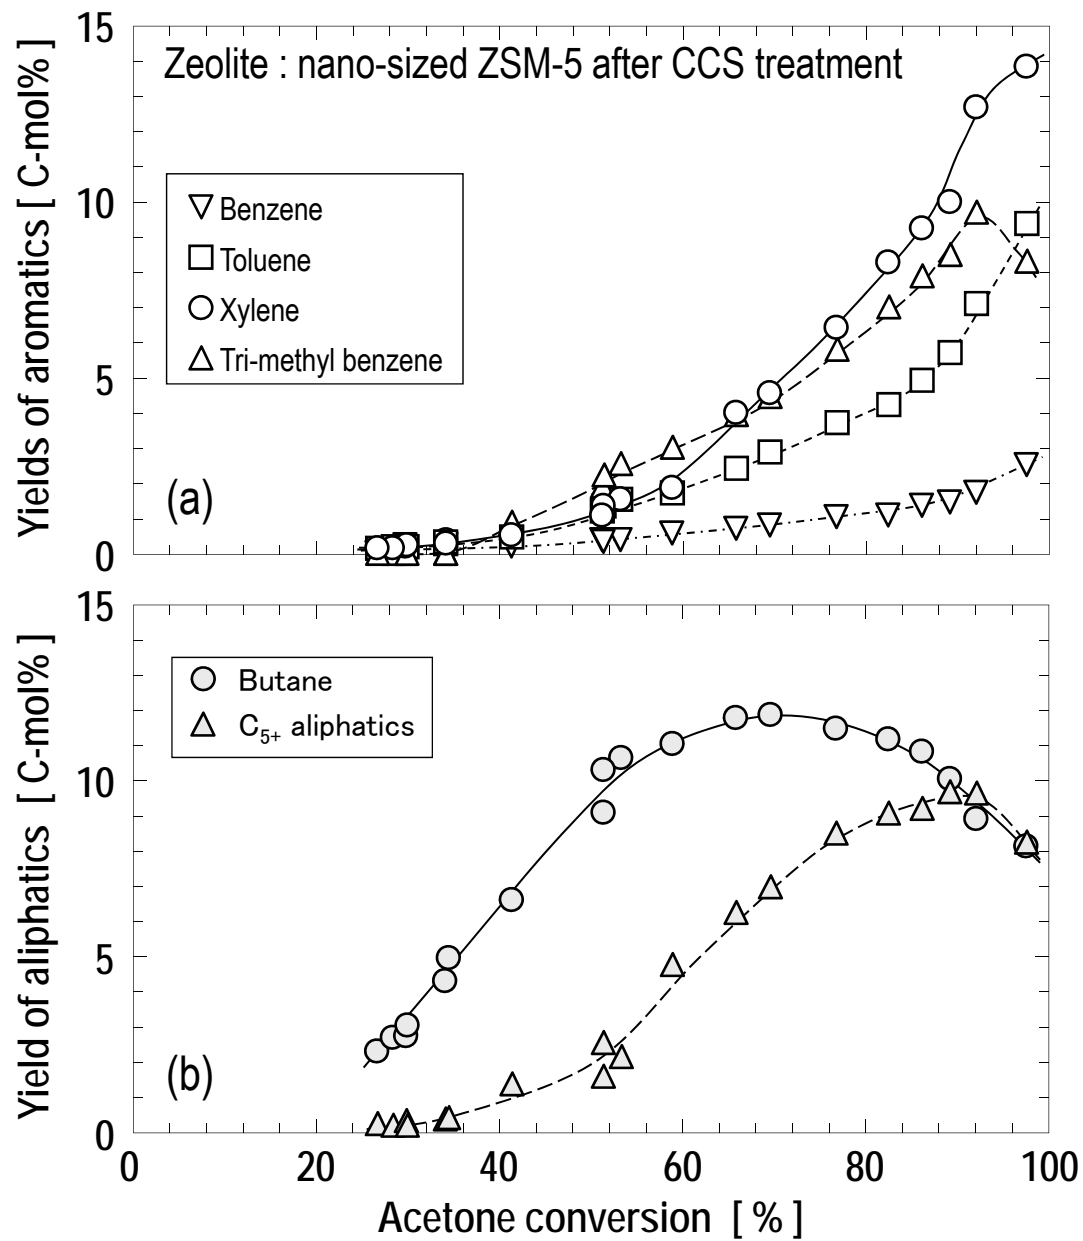 Zeolite : nano-sized ZSM-5 after CCS treatment
Yields of aromatics [ C-mol% ]
15
10
5
0
Benzene
Toluene
Xylene
Tri-methyl benzene
(a)
Yield of aliphatics [ C-mol% ]
15
10
5
0
Butane
C5+ aliphatics
(b)
0 20 40 60 80 100
Acetone conversion [ % ]